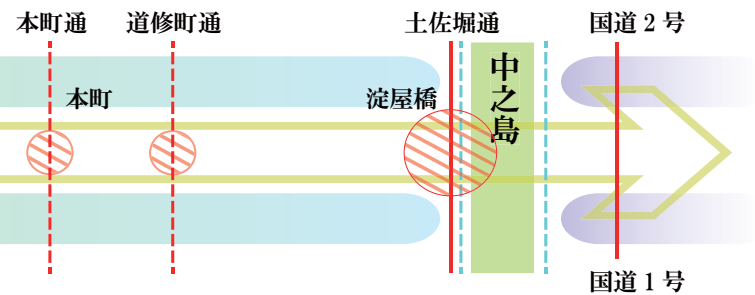 本町通
道修町通
土佐堀通
国道2号
本町
淀屋橋
中之島
国道1号